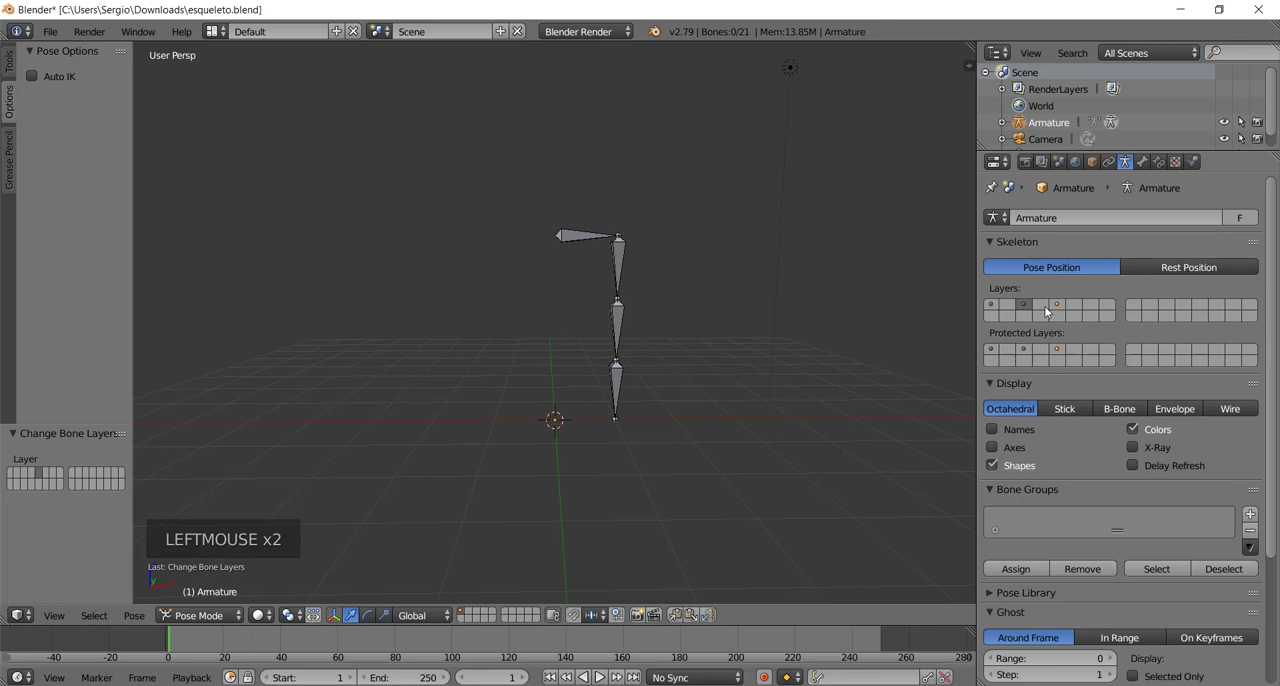 Blender* [C:\Users\Sergio\Downloads\esqueleto.blend]
File Render Window Help Default Scene Blender Render v2.79 | Bones:0/21 | Mem:13.85M | Armature
View Search All Scenes
Pose Options
Auto IK
Tools
Options
Grease Pencil
User Persp
Scene
RenderLayers |
World
Armature |
Camera |
Armature Armature
Armature F
Skeleton
Pose Position Rest Position
Layers:
Protected Layers:
Display
Octahedral Stick B-Bone Envelope Wire
Names Colors
Axes X-Ray
Shapes Delay Refresh
Bone Groups
Assign Remove Select Deselect
Pose Library
Ghost
Around Frame In Range On Keyframes
Range: 0 Display:
Step: 1 Selected Only
Change Bone Layers
Layer
LEFTMOUSE x2
Last: Change Bone Layers
(1) Armature
View Select Pose Pose Mode Global
-40 -20 0 20 40 60 80 100 120 140 160 180 200 220 240 260 280
View Marker Frame Playback Start: 1 End: 250 1 No Sync